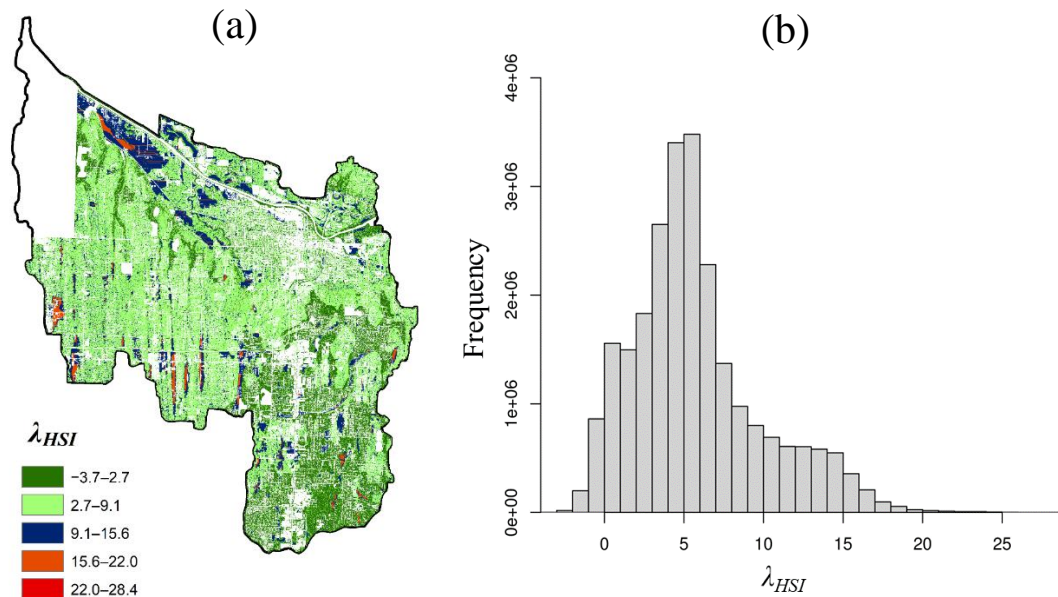 (a)
λHSI
−3.7–2.7
2.7–9.1
9.1–15.6
15.6–22.0
22.0–28.4
(b)
Frequency
4e+06
3e+06
2e+06
1e+06
0e+00
0 5 10 15 20 25
λHSI